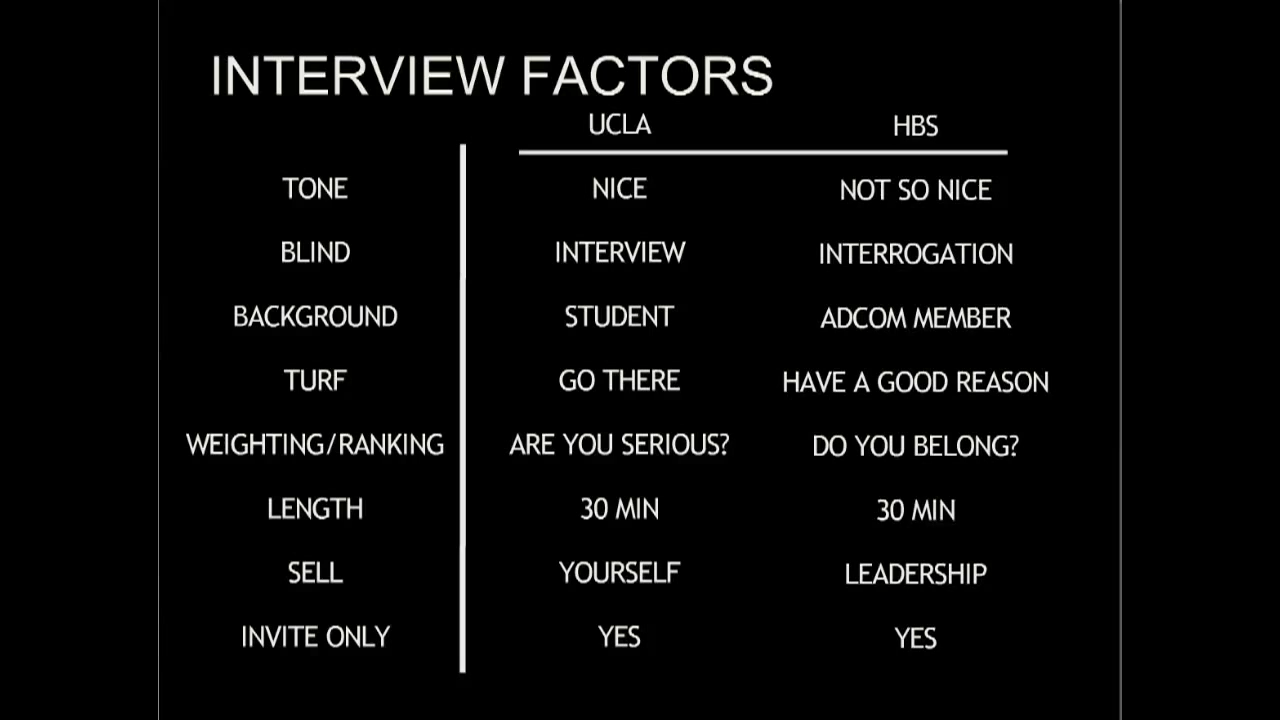 INTERVIEW FACTORS
UCLA HBS
TONE NICE NOT SO NICE
BLIND INTERVIEW INTERROGATION
BACKGROUND STUDENT ADCOM MEMBER
TURF GO THERE HAVE A GOOD REASON
WEIGHTING/RANKING ARE YOU SERIOUS? DO YOU BELONG?
LENGTH 30 MIN 30 MIN
SELL YOURSELF LEADERSHIP
INVITE ONLY YES YES